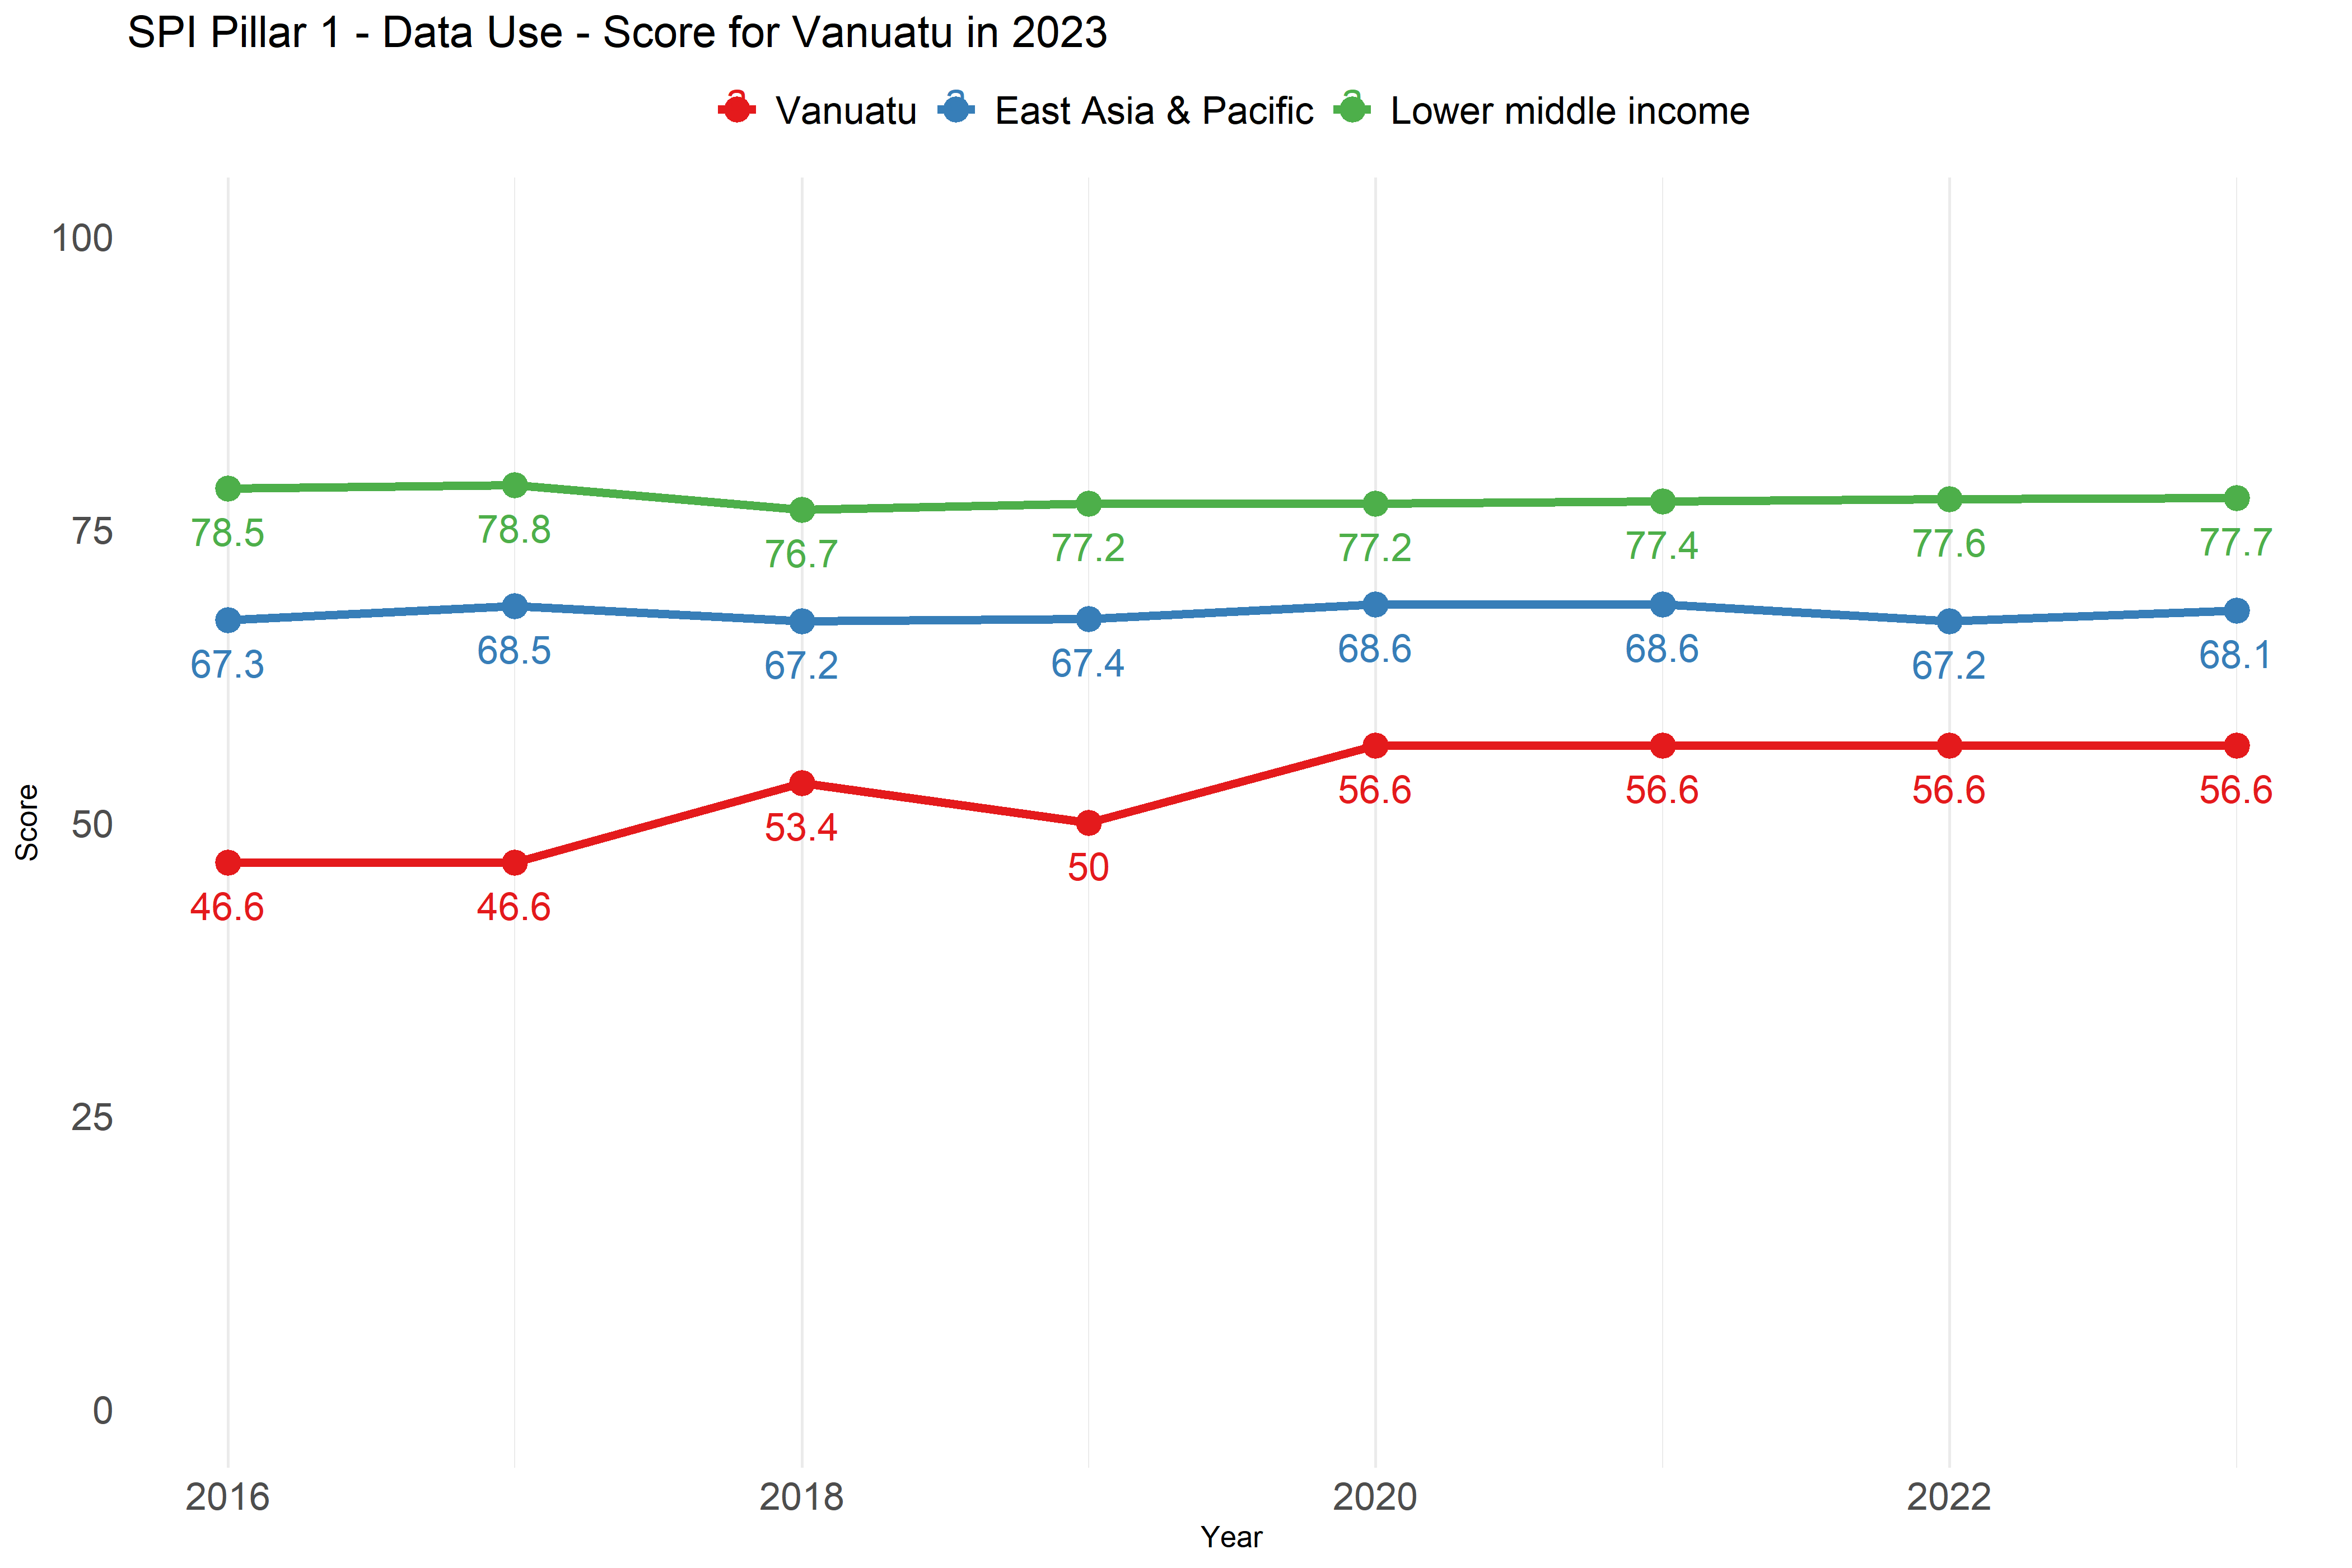 SPI Pillar 1 - Data Use - Score for Vanuatu in 2023
Vanuatu East Asia & Pacific Lower middle income
100
75
50
25
0
Score
78.5 78.8 76.7 77.2 77.2 77.4 77.6 77.7
67.3 68.5 67.2 67.4 68.6 68.6 67.2 68.1
46.6 46.6 53.4 50 56.6 56.6 56.6 56.6
2016 2018 2020 2022
Year